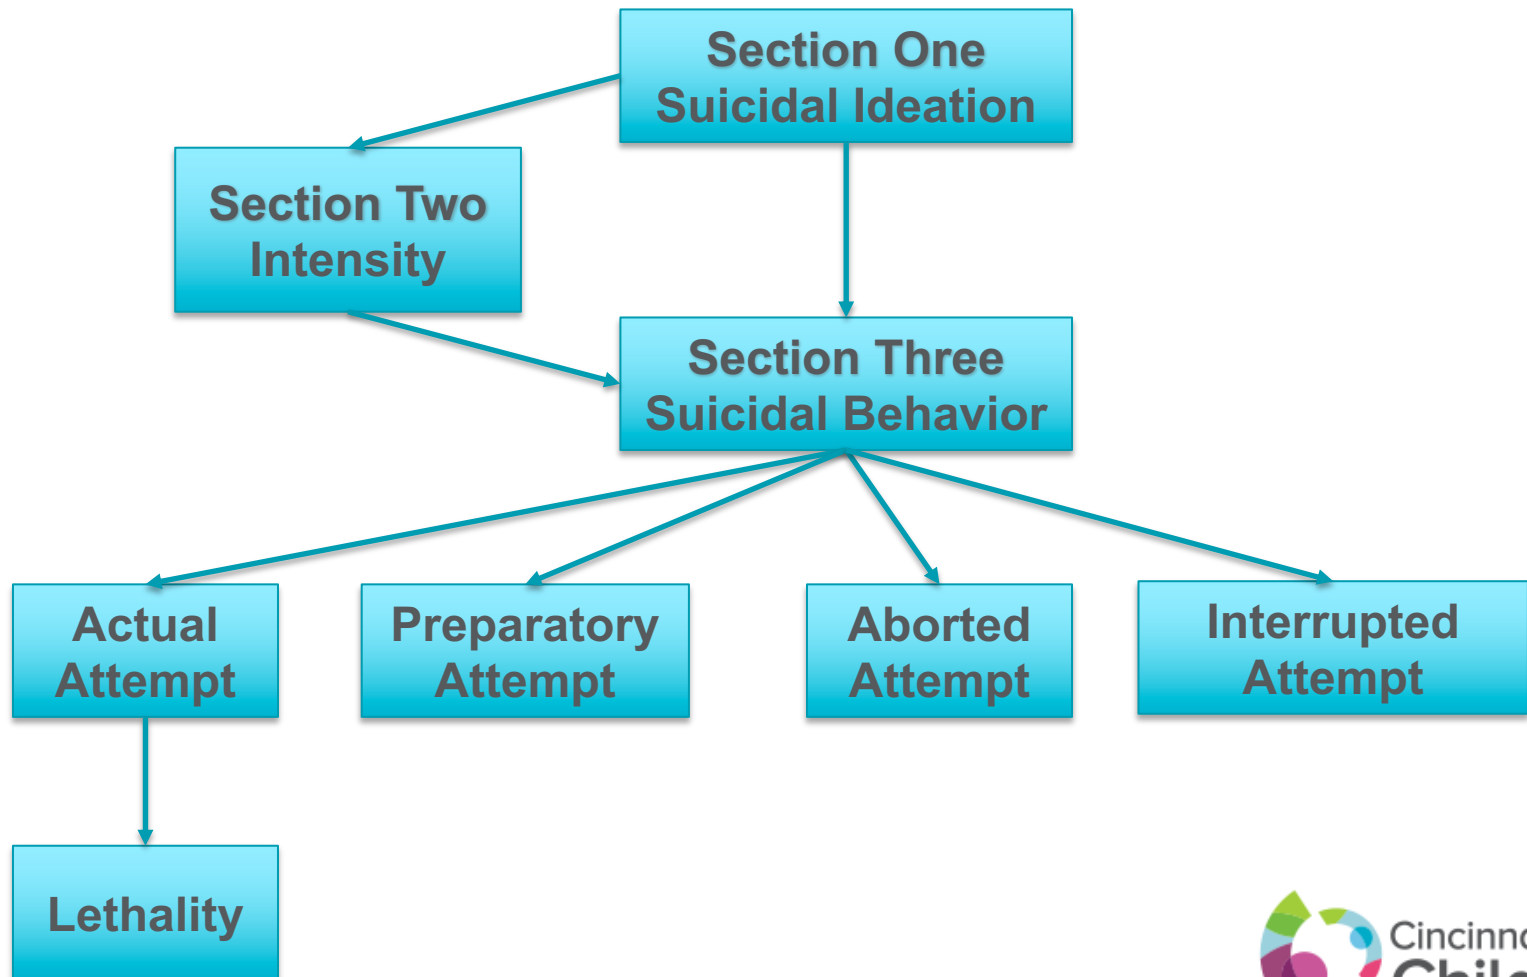 Section One
Suicidal Ideation
Section Two
Intensity
Section Three
Suicidal Behavior
Actual
Attempt
Preparatory
Attempt
Aborted
Attempt
Interrupted
Attempt
Lethality